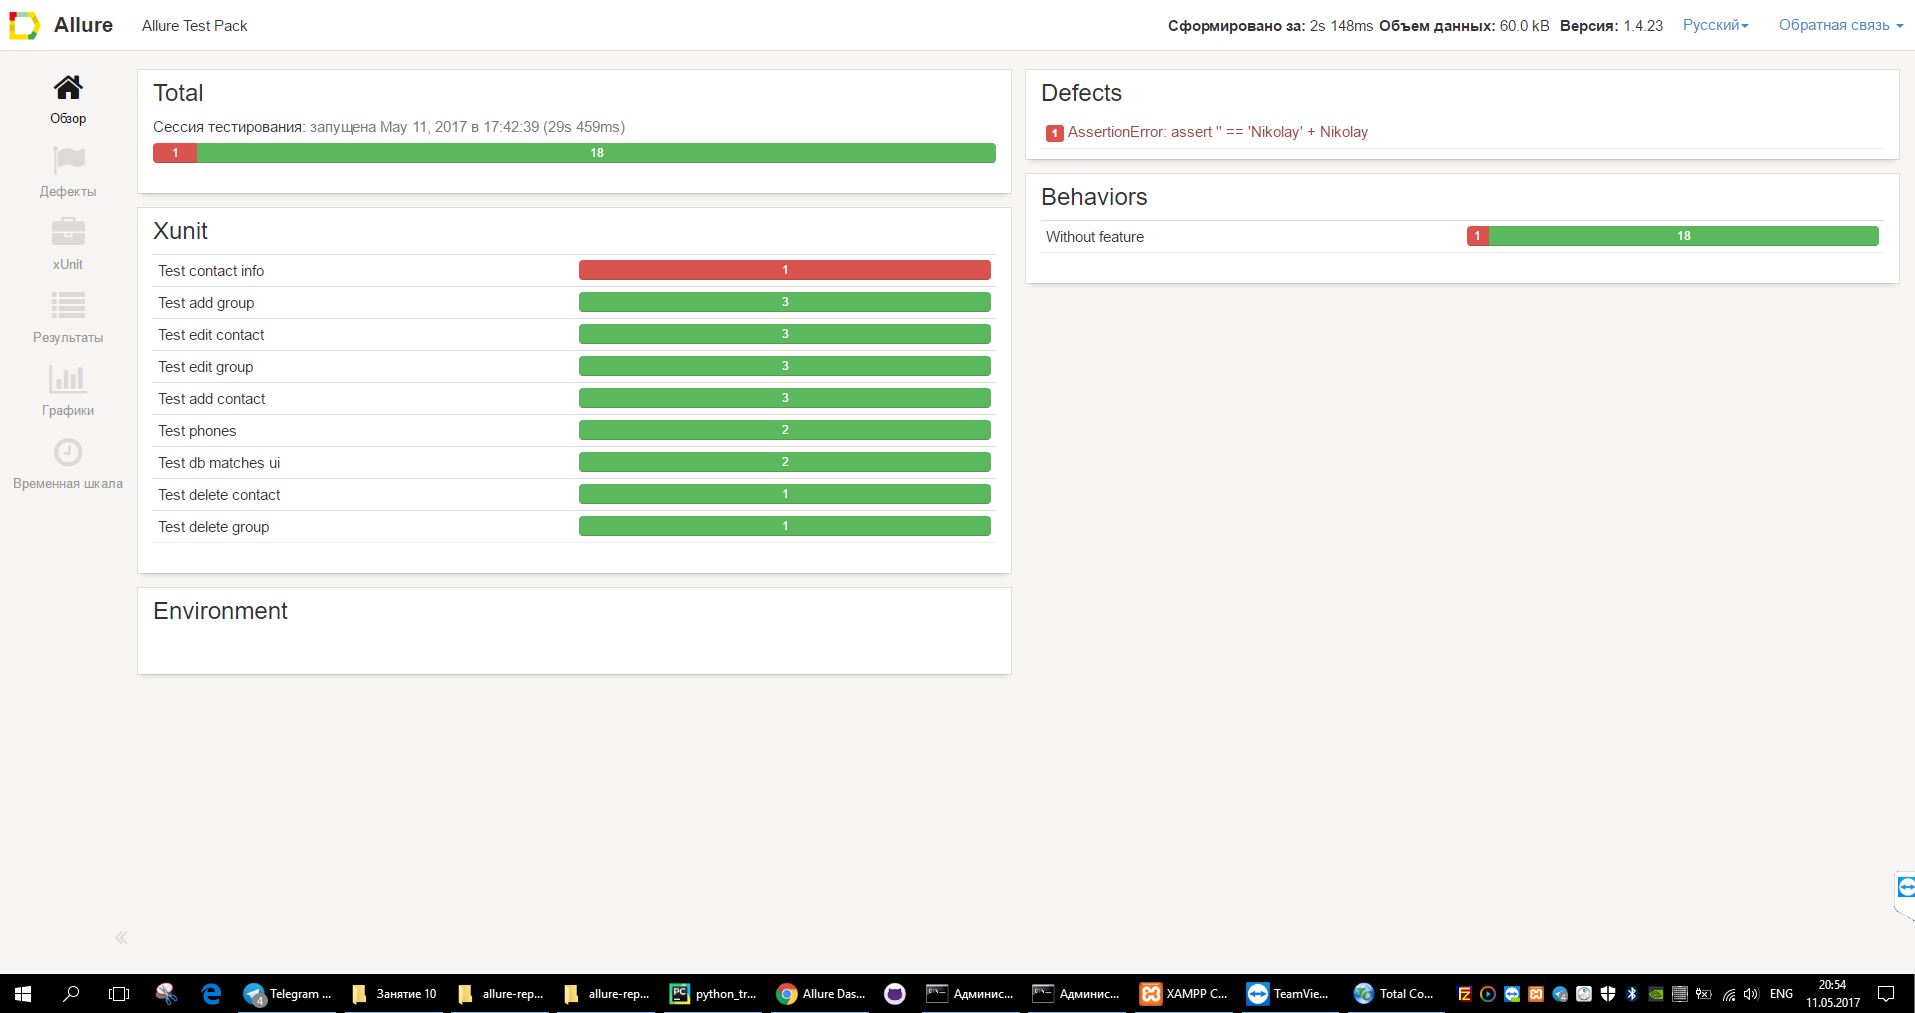 Allure Allure Test Pack Сформировано за: 2s 148ms Объем данных: 60.0 kB Версия: 1.4.23 Русский Обратная связь
Обзор
Дефекты
xUnit
Результаты
Графики
Временная шкала
Total
Сессия тестирования: запущена May 11, 2017 в 17:42:39 (29s 459ms)
1 18
Xunit
Test contact info 1
Test add group 3
Test edit contact 3
Test edit group 3
Test add contact 3
Test phones 2
Test db matches ui 2
Test delete contact 1
Test delete group 1
Environment
Defects
1 AssertionError: assert '' == 'Nikolay' + Nikolay
Behaviors
Without feature 1 18
4 Telegram ... Занятие 10 allure-rep... allure-rep... PC python_tr... Allure Das... Админис... Админис... XAMPP C... TeamVie... Total Co... ENG 20:54
11.05.2017